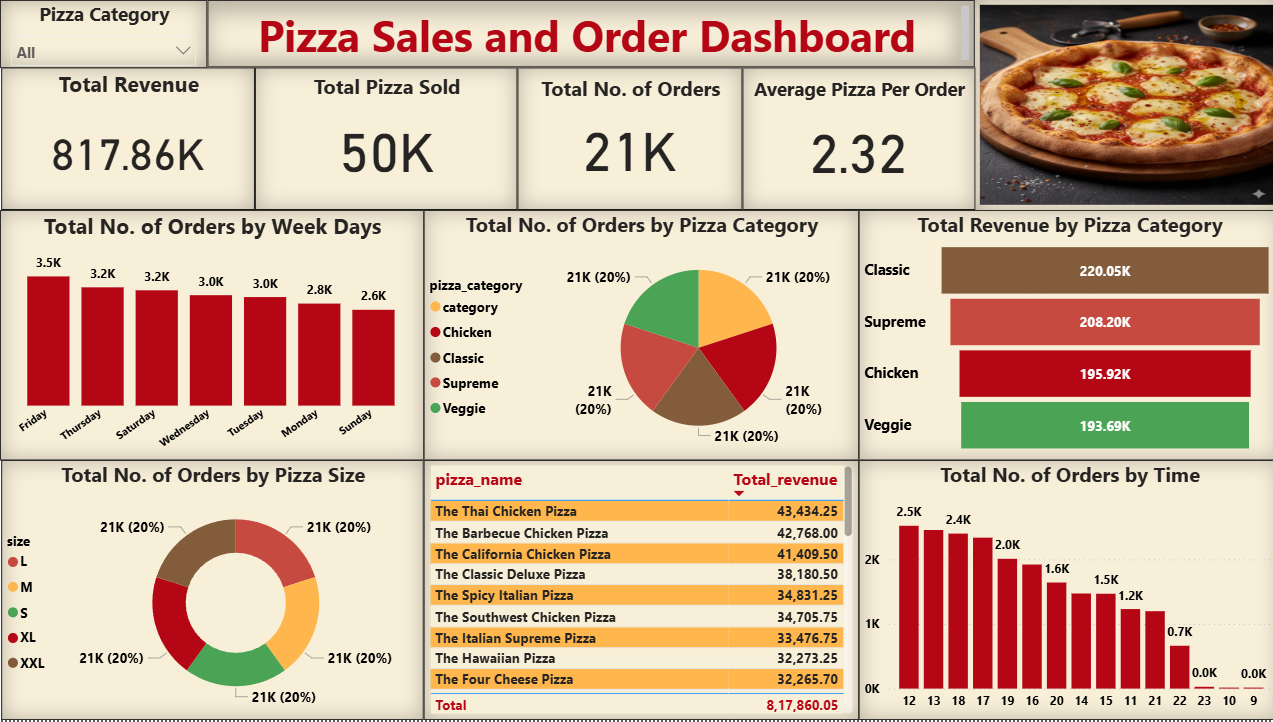 Pizza Category
All
Pizza Sales and Order Dashboard
Total Revenue
817.86K
Total Pizza Sold
50K
Total No. of Orders
21K
Average Pizza Per Order
2.32
Total No. of Orders by Week Days
3.5K
3.2K
3.2K
3.0K
3.0K
2.8K
2.6K
Friday
Thursday
Saturday
Wednesday
Tuesday
Monday
Sunday
Total No. of Orders by Pizza Category
pizza_category
category
Chicken
Classic
Supreme
Veggie
21K (20%)
21K (20%)
21K
(20%)
21K
(20%)
21K (20%)
Total Revenue by Pizza Category
Classic
220.05K
Supreme
208.20K
Chicken
195.92K
Veggie
193.69K
Total No. of Orders by Pizza Size
size
L
M
S
XL
XXL
21K (20%)
21K (20%)
21K (20%)
21K (20%)
21K (20%)
pizza_name Total_revenue
The Thai Chicken Pizza 43,434.25
The Barbecue Chicken Pizza 42,768.00
The California Chicken Pizza 41,409.50
The Classic Deluxe Pizza 38,180.50
The Spicy Italian Pizza 34,831.25
The Southwest Chicken Pizza 34,705.75
The Italian Supreme Pizza 33,476.75
The Hawaiian Pizza 32,273.25
The Four Cheese Pizza 32,265.70
Total 8,17,860.05
Total No. of Orders by Time
2K
1K
0K
2.5K
2.4K
2.0K
1.6K
1.5K
1.2K
0.7K
0.0K
0.0K
12 13 18 17 19 16 20 14 15 11 21 22 23 10 9